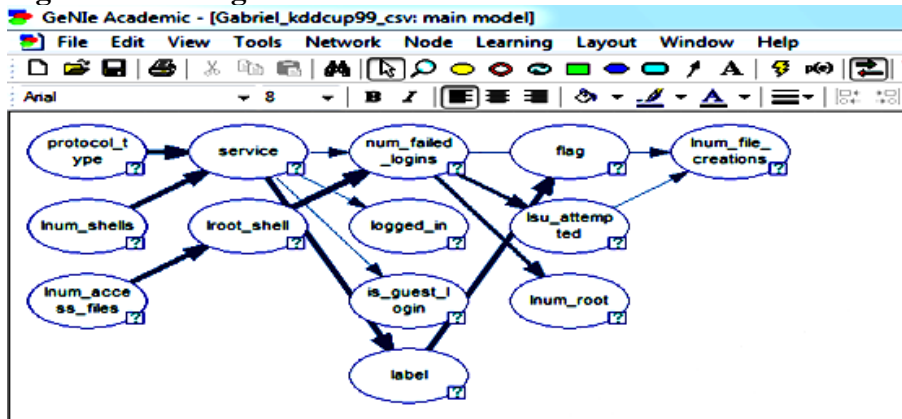 GeNIe Academic - [Gabriel_kddcup99_csv: main model]
File Edit View Tools Network Node Learning Layout Window Help
A p(e)
Arial 8 B I A
protocol_t
ype
?
service
?
num_failed
_logins
?
flag
?
lnum_file_
creations
?
lnum_shells
?
lroot_shell
?
logged_in
?
lsu_attemp
ted
?
lnum_acce
ss_files
?
is_guest_l
ogin
?
lnum_root
?
label
?